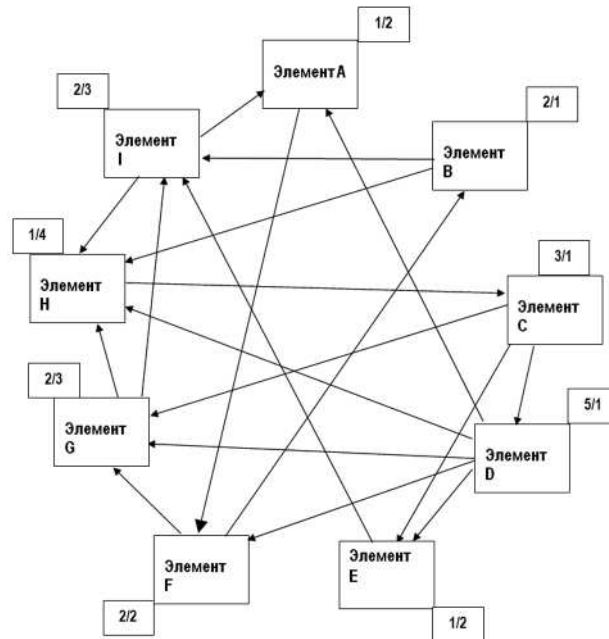 1/2
ЭлементА
2/3
Элемент
I
2/1
Элемент
B
1/4
Элемент
H
3/1
Элемент
C
2/3
Элемент
G
5/1
Элемент
D
Элемент
F
2/2
Элемент
E
1/2